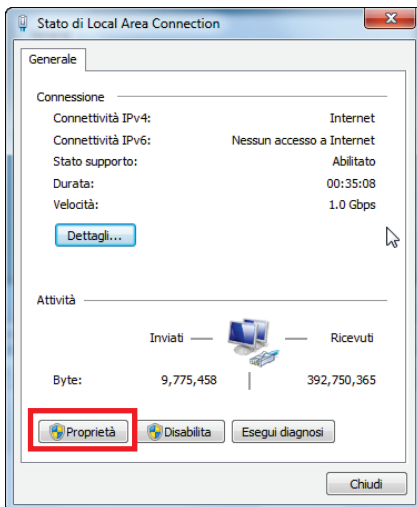 Stato di Local Area Connection
Generale
Connessione
Connettività IPv4: Internet
Connettività IPv6: Nessun accesso a Internet
Stato supporto: Abilitato
Durata: 00:35:08
Velocità: 1.0 Gbps
Dettagli...
Attività
Inviati — — Ricevuti
Byte: 9,775,458 | 392,750,365
Proprietà Disabilita Esegui diagnosi
Chiudi